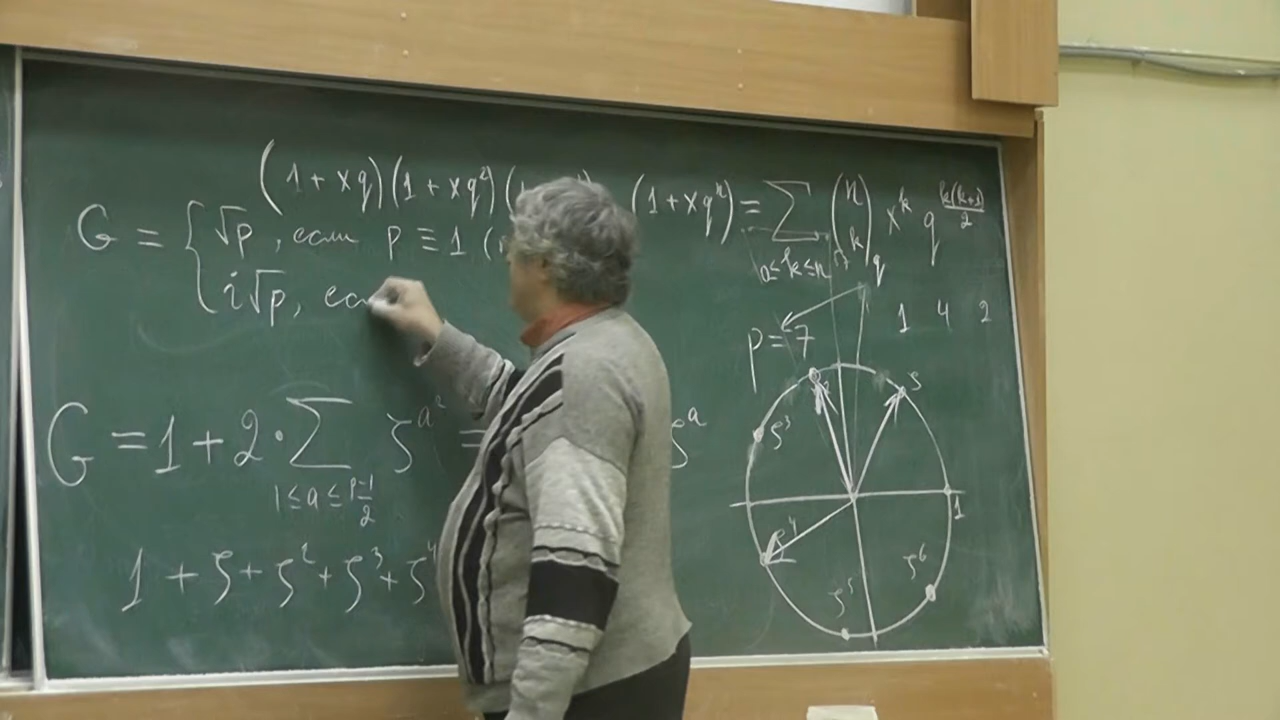 (1 + xq)(1 + xq²)( (1 + xqⁿ) = ∑_{0≤k≤n} (n k)_q x^k q^{k(k+1)/2}
G = { √p, если p ≡ 1 (
i√p, ес
1 4 2
p = 7
G = 1 + 2 · ∑_{1≤a≤(p-1)/2} ζ^{a²} = ζ^a
1 + ζ + ζ² + ζ³ + ζ⁴
ζ
ζ³
1
ζ⁴
ζ⁶
ζ⁵